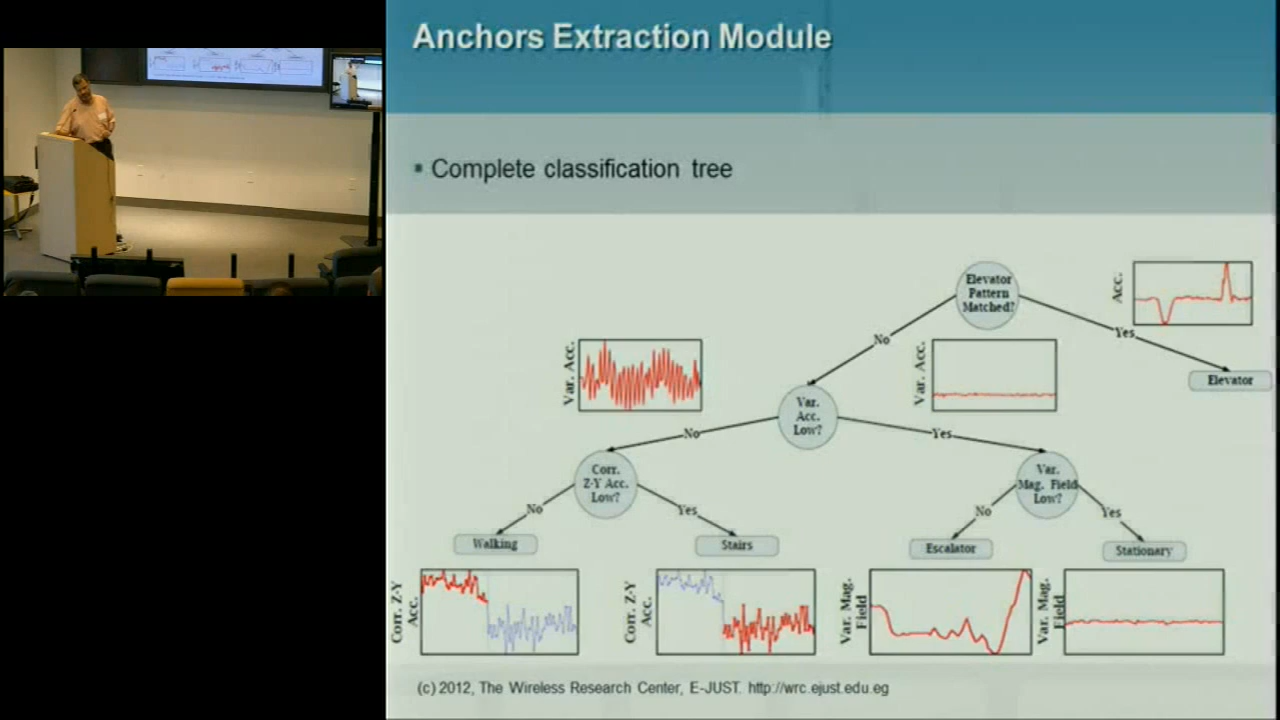 Anchors Extraction Module
▪ Complete classification tree
Elevator
Pattern
Matched?
Acc.
No
Yes
Elevator
Var. Acc.
Var. Acc.
Var.
Acc.
Low?
No
Yes
Corr.
Z-Y Acc.
Low?
Var.
Mag. Field
Low?
No
Yes
No
Yes
Walking
Stairs
Escalator
Stationary
Corr. Z-Y
Acc.
Corr. Z-Y
Acc.
Var. Mag.
Field
Var. Mag.
Field
(c) 2012, The Wireless Research Center, E-JUST. http://wrc.ejust.edu.eg